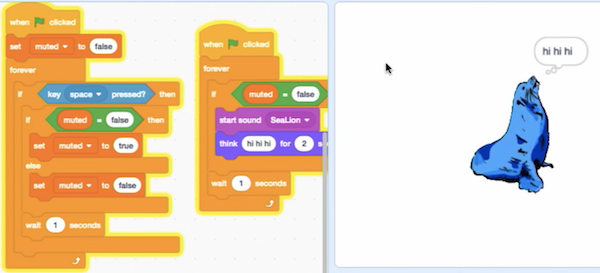 when clicked
set muted to false
forever
if key space pressed? then
if muted = false then
set muted to true
else
set muted to false
wait 1 seconds
when clicked
forever
if muted = false
start sound SeaLion
think hi hi hi for 2
wait 1 seconds
hi hi hi